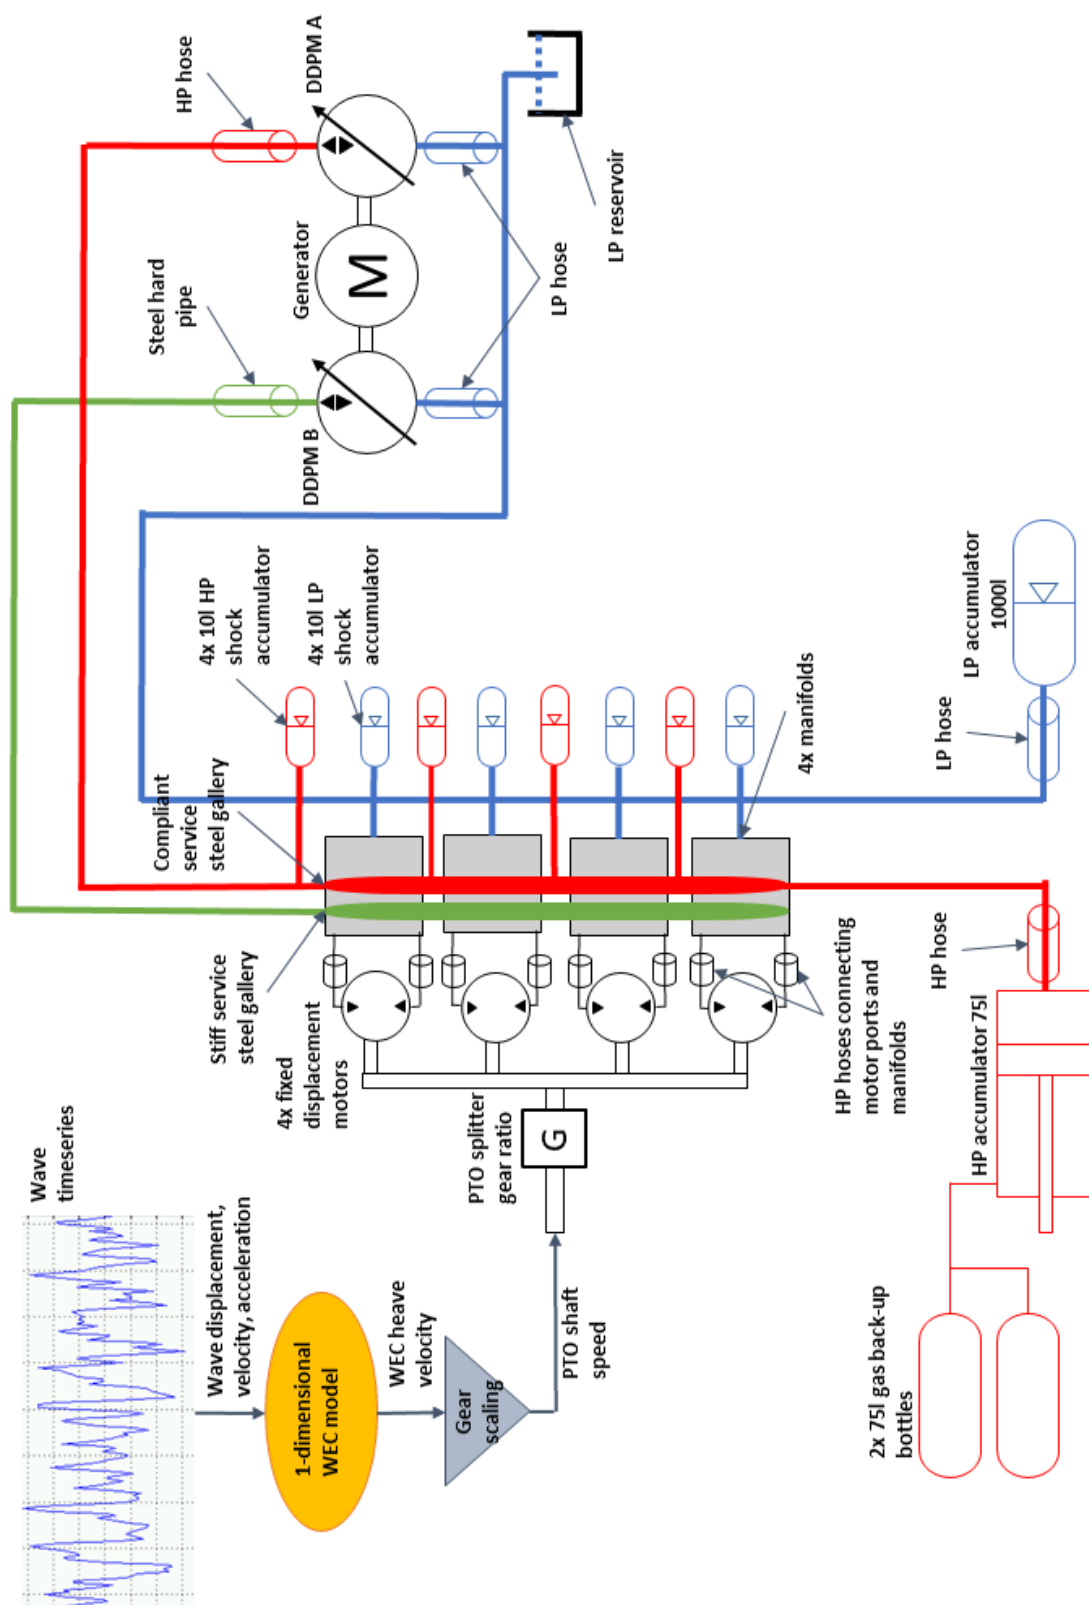 Wave
timeseries
Wave displacement,
velocity, acceleration
1-dimensional
WEC model
WEC heave
velocity
Gear
scaling
PTO shaft
speed
2x 75l gas back-up
bottles
Stiff service
steel gallery
4x fixed
displacement
motors
PTO splitter
gear ratio
G
HP hoses connecting
motor ports and
manifolds
HP hose
HP accumulator 75l
Compliant
service
steel gallery
4x 10l HP
shock
accumulator
4x 10l LP
shock
accumulator
4x manifolds
LP hose
LP accumulator
1000l
Steel hard
pipe
HP hose
DDPM B
Generator
M
DDPM A
LP hose
LP reservoir